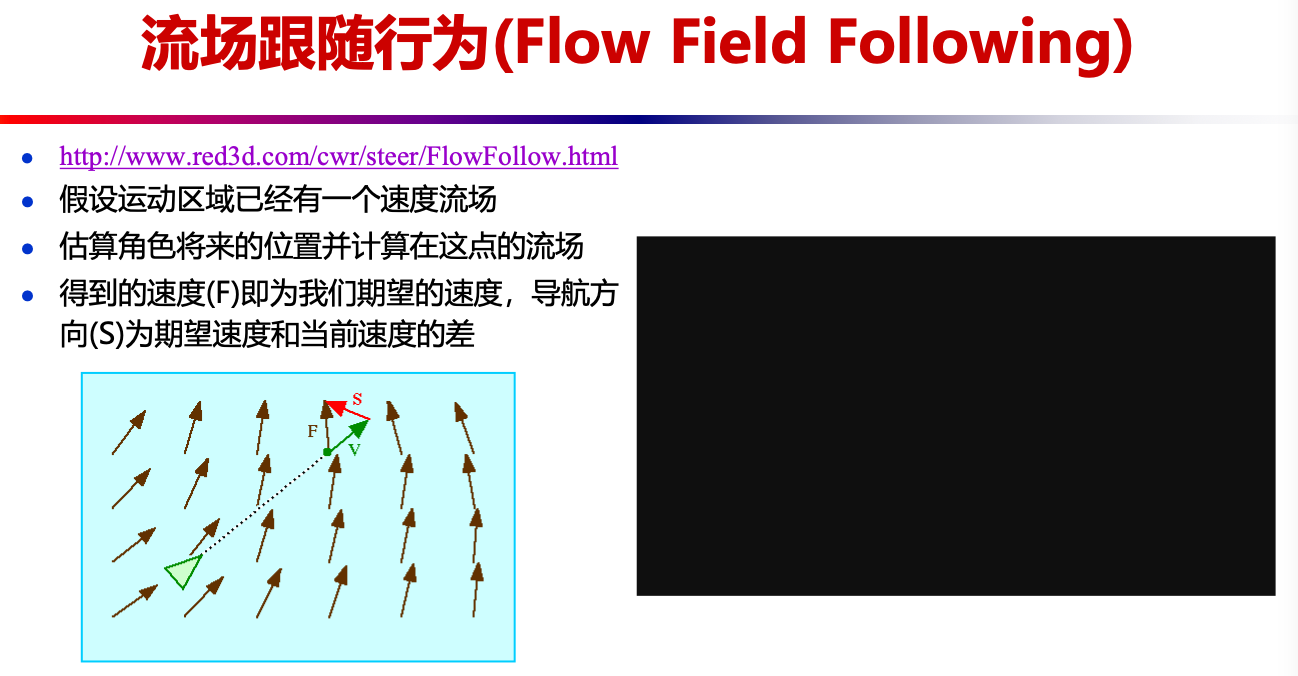 流场跟随行为(Flow Field Following)
http://www.red3d.com/cwr/steer/FlowFollow.html
假设运动区域已经有一个速度流场
估算角色将来的位置并计算在这点的流场
得到的速度(F)即为我们期望的速度，导航方
向(S)为期望速度和当前速度的差
S
F
V